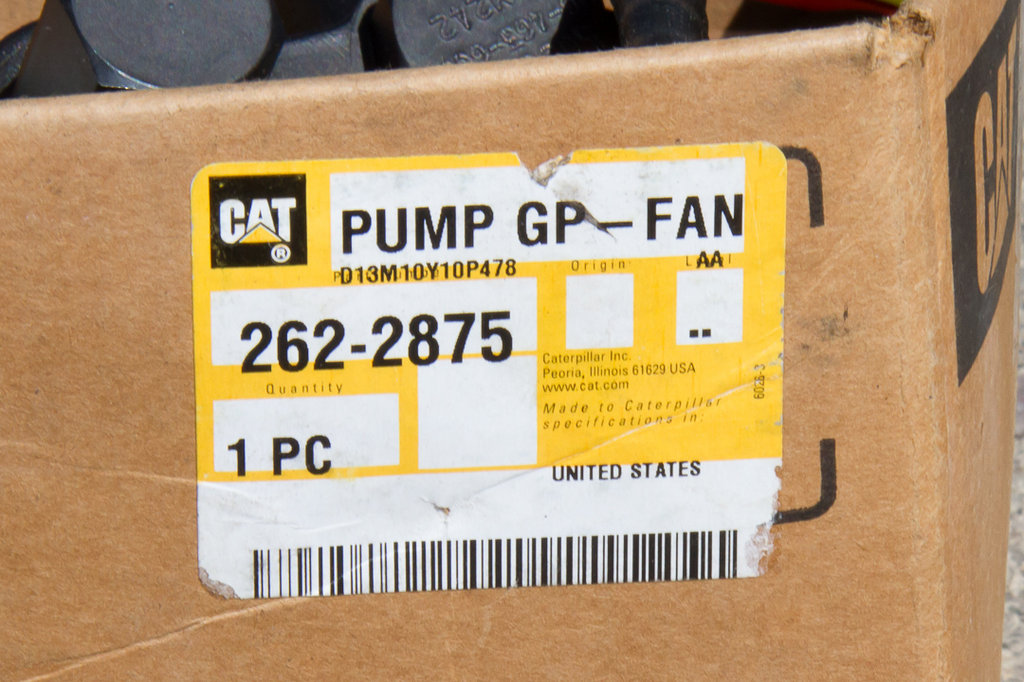 CAT
®
PUMP GP-FAN
D13M10Y10P478
Origin
AA
262-2875
--
Caterpillar Inc.
Peoria, Illinois 61629 USA
www.cat.com
Quantity
Made to Caterpillar
specifications in:
1 PC
UNITED STATES
CAT